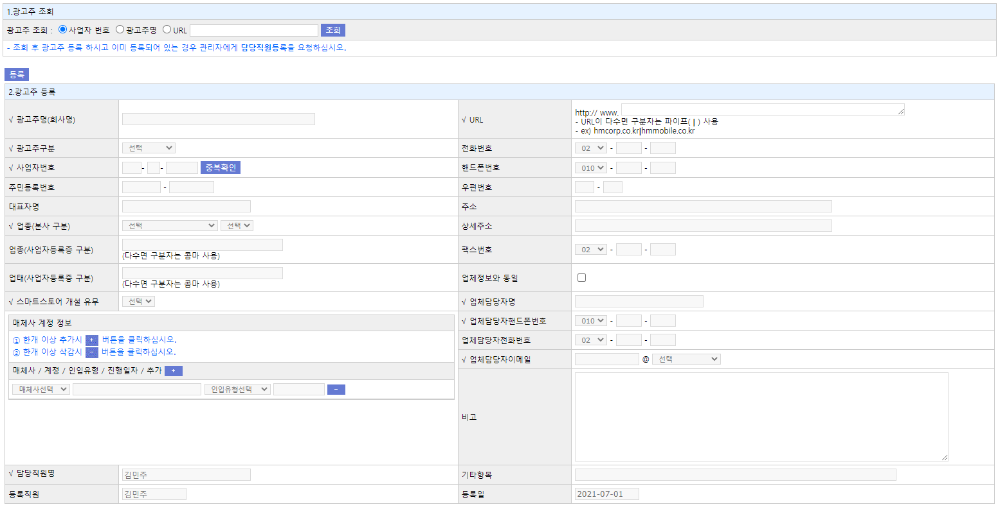 1.광고주 조회
광고주 조회 : 사업자 번호 광고주명 URL 조회
- 조회 후 광고주 등록 하시고 이미 등록되어 있는 경우 관리자에게 담당직원등록을 요청하십시오.
등록
2.광고주 등록
√ 광고주명(회사명)
√ URL
http:// www.
- URL이 다수면 구분자는 파이프( | ) 사용
- ex) hmcorp.co.kr|hmmobile.co.kr
√ 광고주구분 선택
전화번호 02 - -
√ 사업자번호 - - 중복확인
핸드폰번호 010 - -
주민등록번호 -
우편번호 -
대표자명
주소
√ 업종(본사 구분) 선택 선택
상세주소
업종(사업자등록증 구분)
(다수면 구분자는 콤마 사용)
팩스번호 02 - -
업태(사업자등록증 구분)
(다수면 구분자는 콤마 사용)
업체정보와 동일
√ 스마트스토어 개설 유무 선택
√ 업체담당자명
매체사 계정 정보
① 한개 이상 추가시 + 버튼을 클릭하십시오.
② 한개 이상 삭감시 - 버튼을 클릭하십시오.
매체사 / 계정 / 인입유형 / 진행일자 / 추가 +
매체사선택 인입유형선택 -
√ 업체담당자핸드폰번호 010 - -
업체담당자전화번호 02 - -
√ 업체담당자이메일 @ 선택
비고
√ 담당직원명 김민주
기타항목
등록직원 김민주
등록일 2021-07-01